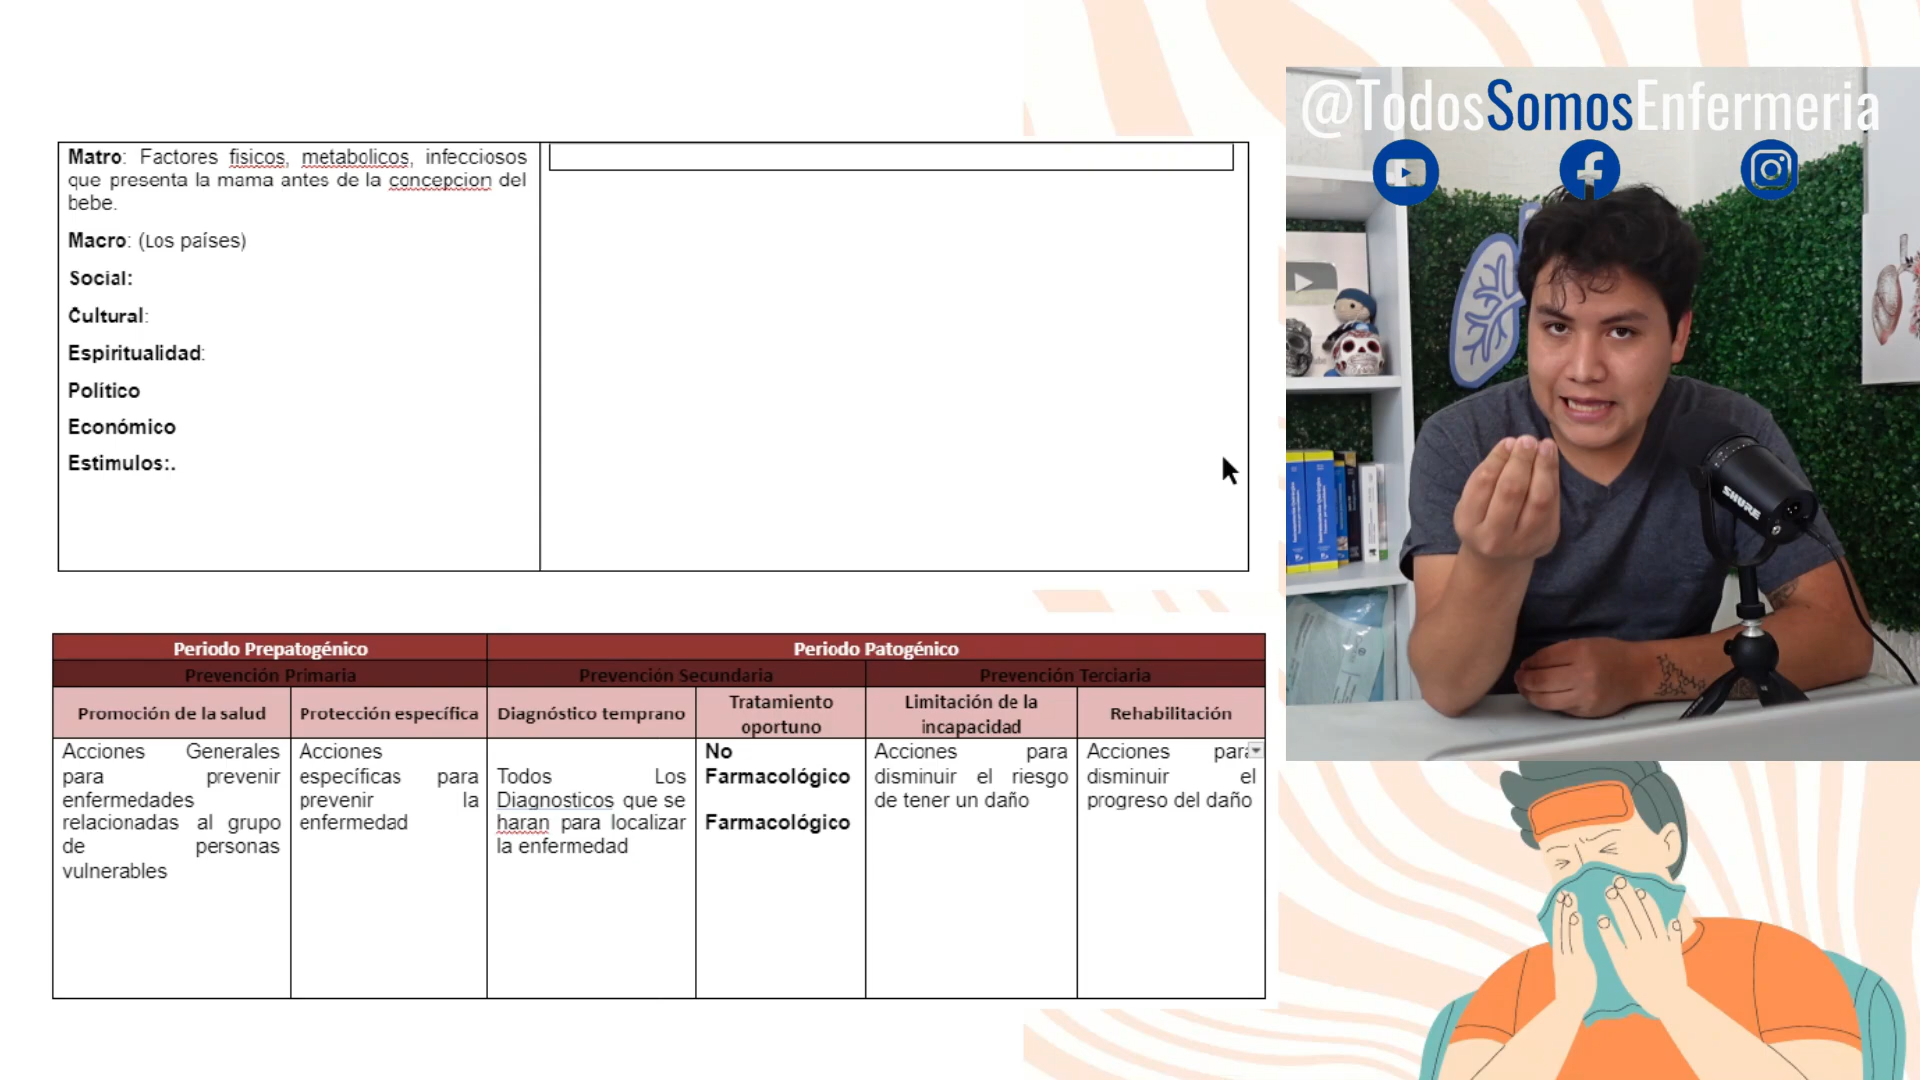 @TodosSomosEnfermeria
Matro: Factores fisicos, metabolicos, infecciosos
que presenta la mama antes de la concepcion del
bebe.
Macro: (Los países)
Social:
Cultural:
Espiritualidad:
Político
Económico
Estimulos:.
SHURE
Periodo Prepatogénico
Periodo Patogénico
Prevención Primaria
Prevención Secundaria
Prevención Terciaria
Promoción de la salud
Protección específica
Diagnóstico temprano
Tratamiento
oportuno
Limitación de la
incapacidad
Rehabilitación
Acciones Generales
para prevenir
enfermedades
relacionadas al grupo
de personas
vulnerables
Acciones
específicas para
prevenir la
enfermedad
Todos Los
Diagnosticos que se
haran para localizar
la enfermedad
No
Farmacológico
Farmacológico
Acciones para
disminuir el riesgo
de tener un daño
Acciones para
disminuir el
progreso del daño